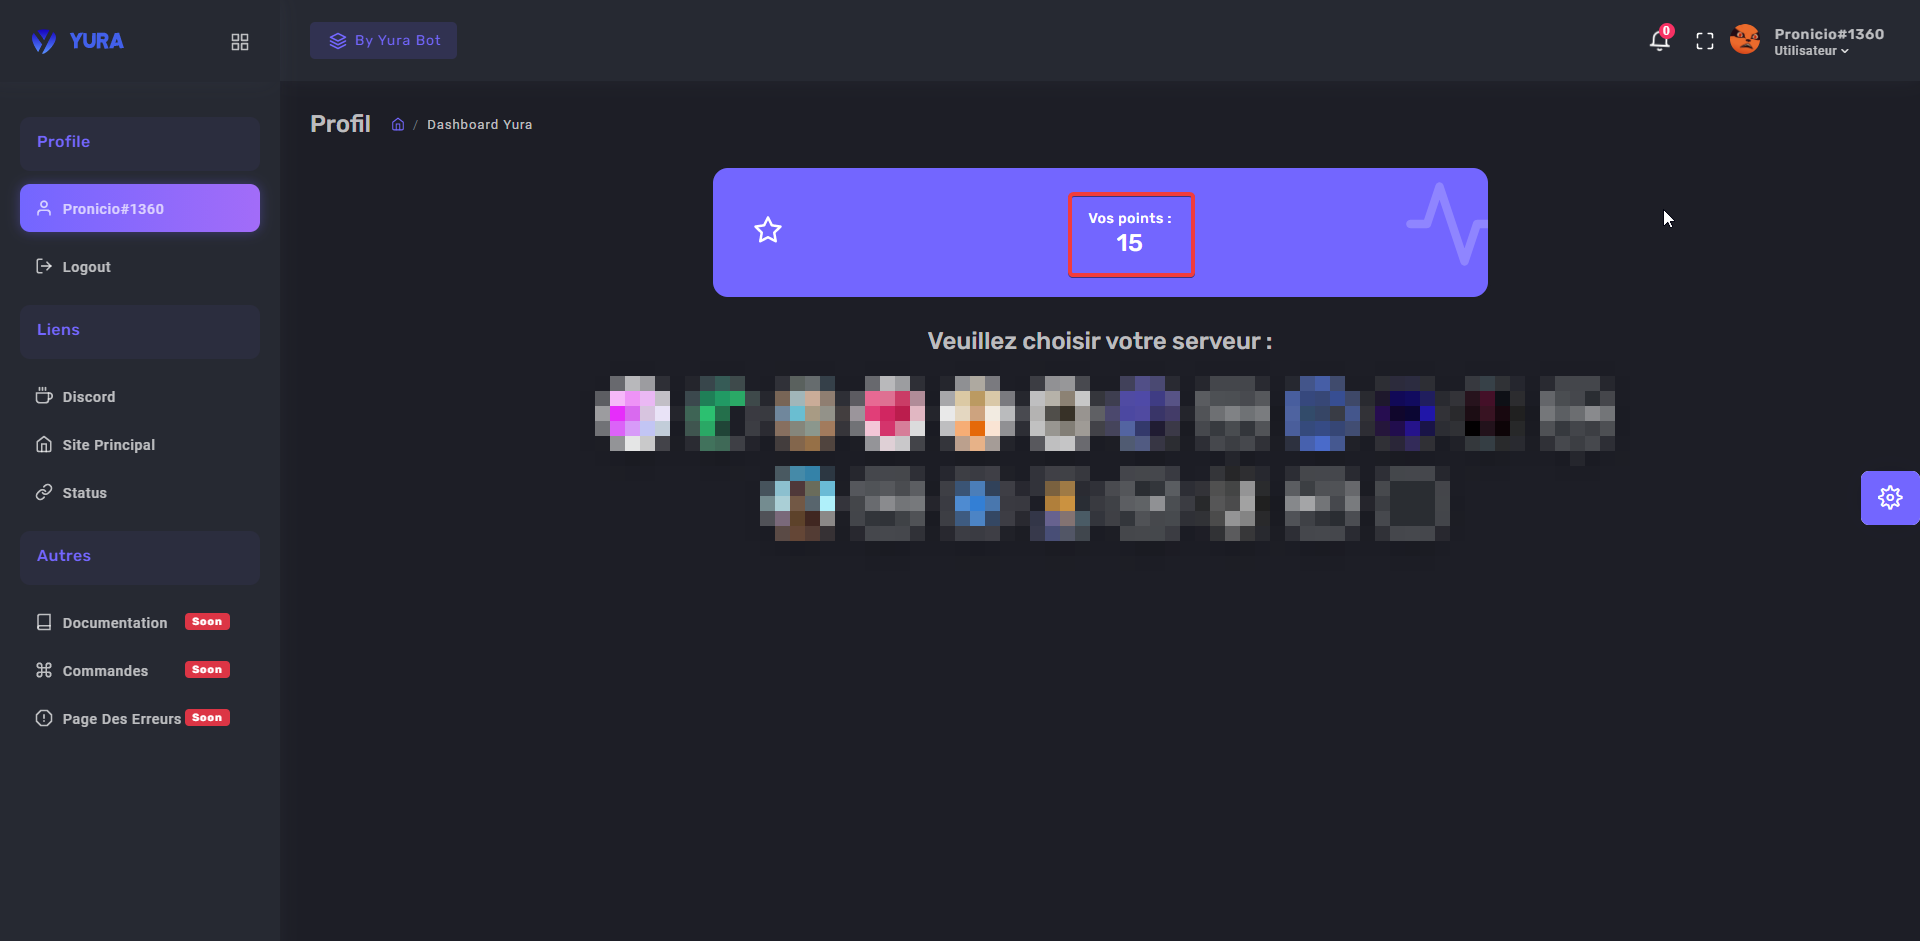 YURA
By Yura Bot
0
Pronicio#1360
Utilisateur
Profile
Pronicio#1360
Logout
Liens
Discord
Site Principal
Status
Autres
Documentation Soon
Commandes Soon
Page Des Erreurs Soon
Profil / Dashboard Yura
Vos points :
15
Veuillez choisir votre serveur :